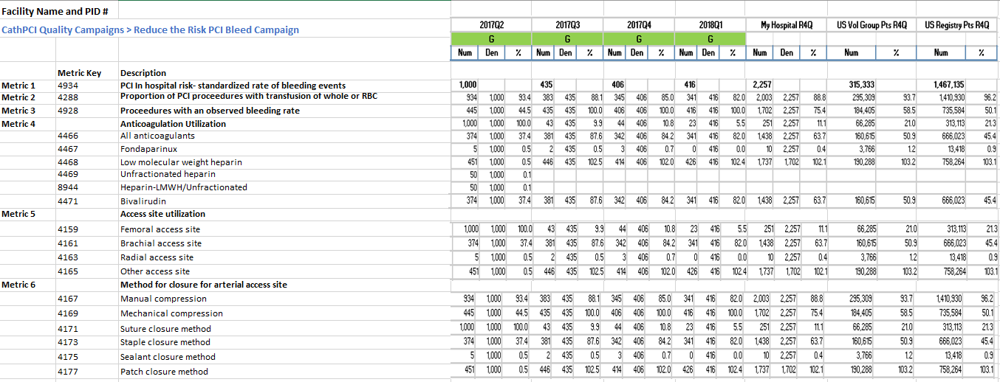 Facility Name and PID #
CathPCI Quality Campaigns > Reduce the Risk PCI Bleed Campaign 2017Q2 2017Q3 2017Q4 2018Q1 My Hospital R4Q US Vol Group Pts R4Q US Registry Pts R4Q
G G G G
Num Den % Num Den % Num Den % Num Den % Num Den % Num % Num %
Metric Key Description
Metric 1 4934 PCI In hospital risk- standardized rate of bleeding events 1,000 435 406 416 2,257 315,333 1,467,135
Metric 2 4288 Proportion of PCI proceedures with transfusion of whole or RBC 934 1,000 93.4 383 435 88.1 345 406 85.0 341 416 82.0 2,003 2,257 88.8 295,309 93.7 1,410,930 96.2
Metric 3 4928 Proceedures with an observed bleeding rate 445 1,000 44.5 435 435 100.0 406 406 100.0 416 416 100.0 1,702 2,257 75.4 184,405 58.5 735,584 50.1
Metric 4 Anticoagulation Utilization 1,000 1,000 100.0 43 435 9.9 44 406 10.8 23 416 5.5 251 2,257 11.1 66,285 21.0 313,113 21.3
4466 All anticoagulants 374 1,000 37.4 381 435 87.6 342 406 84.2 341 416 82.0 1,438 2,257 63.7 160,615 50.9 666,023 45.4
4467 Fondaparinux 5 1,000 0.5 2 435 0.5 3 406 0.7 0 416 0.0 10 2,257 0.4 3,766 1.2 13,418 0.9
4468 Low molecular weight heparin 451 1,000 0.5 446 435 102.5 414 406 102.0 426 416 102.4 1,737 1,702 102.1 190,288 103.2 758,264 103.1
4469 Unfractionated heparin 50 1,000 0.1
8944 Heparin-LMWH/Unfractionated 50 1,000 0.1
4471 Bivalirudin 374 1,000 37.4 381 435 87.6 342 406 84.2 341 416 82.0 1,438 2,257 63.7 160,615 50.9 666,023 45.4
Metric 5 Access site utilization
4159 Femoral access site 1,000 1,000 100.0 43 435 9.9 44 406 10.8 23 416 5.5 251 2,257 11.1 66,285 21.0 313,113 21.3
4161 Brachial access site 374 1,000 37.4 381 435 87.6 342 406 84.2 341 416 82.0 1,438 2,257 63.7 160,615 50.9 666,023 45.4
4163 Radial access site 5 1,000 0.5 2 435 0.5 3 406 0.7 0 416 0.0 10 2,257 0.4 3,766 1.2 13,418 0.9
4165 Other access site 451 1,000 0.5 446 435 102.5 414 406 102.0 426 416 102.4 1,737 1,702 102.1 190,288 103.2 758,264 103.1
Metric 6 Method for closure for arterial access site
4167 Manual compression 934 1,000 93.4 383 435 88.1 345 406 85.0 341 416 82.0 2,003 2,257 88.8 295,309 93.7 1,410,930 96.2
4169 Mechanical compression 445 1,000 44.5 435 435 100.0 406 406 100.0 416 416 100.0 1,702 2,257 75.4 184,405 58.5 735,584 50.1
4171 Suture closure method 1,000 1,000 100.0 43 435 9.9 44 406 10.8 23 416 5.5 251 2,257 11.1 66,285 21.0 313,113 21.3
4173 Staple closure method 374 1,000 37.4 381 435 87.6 342 406 84.2 341 416 82.0 1,438 2,257 63.7 160,615 50.9 666,023 45.4
4175 Sealant closure method 5 1,000 0.5 2 435 0.5 3 406 0.7 0 416 0.0 10 2,257 0.4 3,766 1.2 13,418 0.9
4177 Patch closure method 451 1,000 0.5 446 435 102.5 414 406 102.0 426 416 102.4 1,737 1,702 102.1 190,288 103.2 758,264 103.1